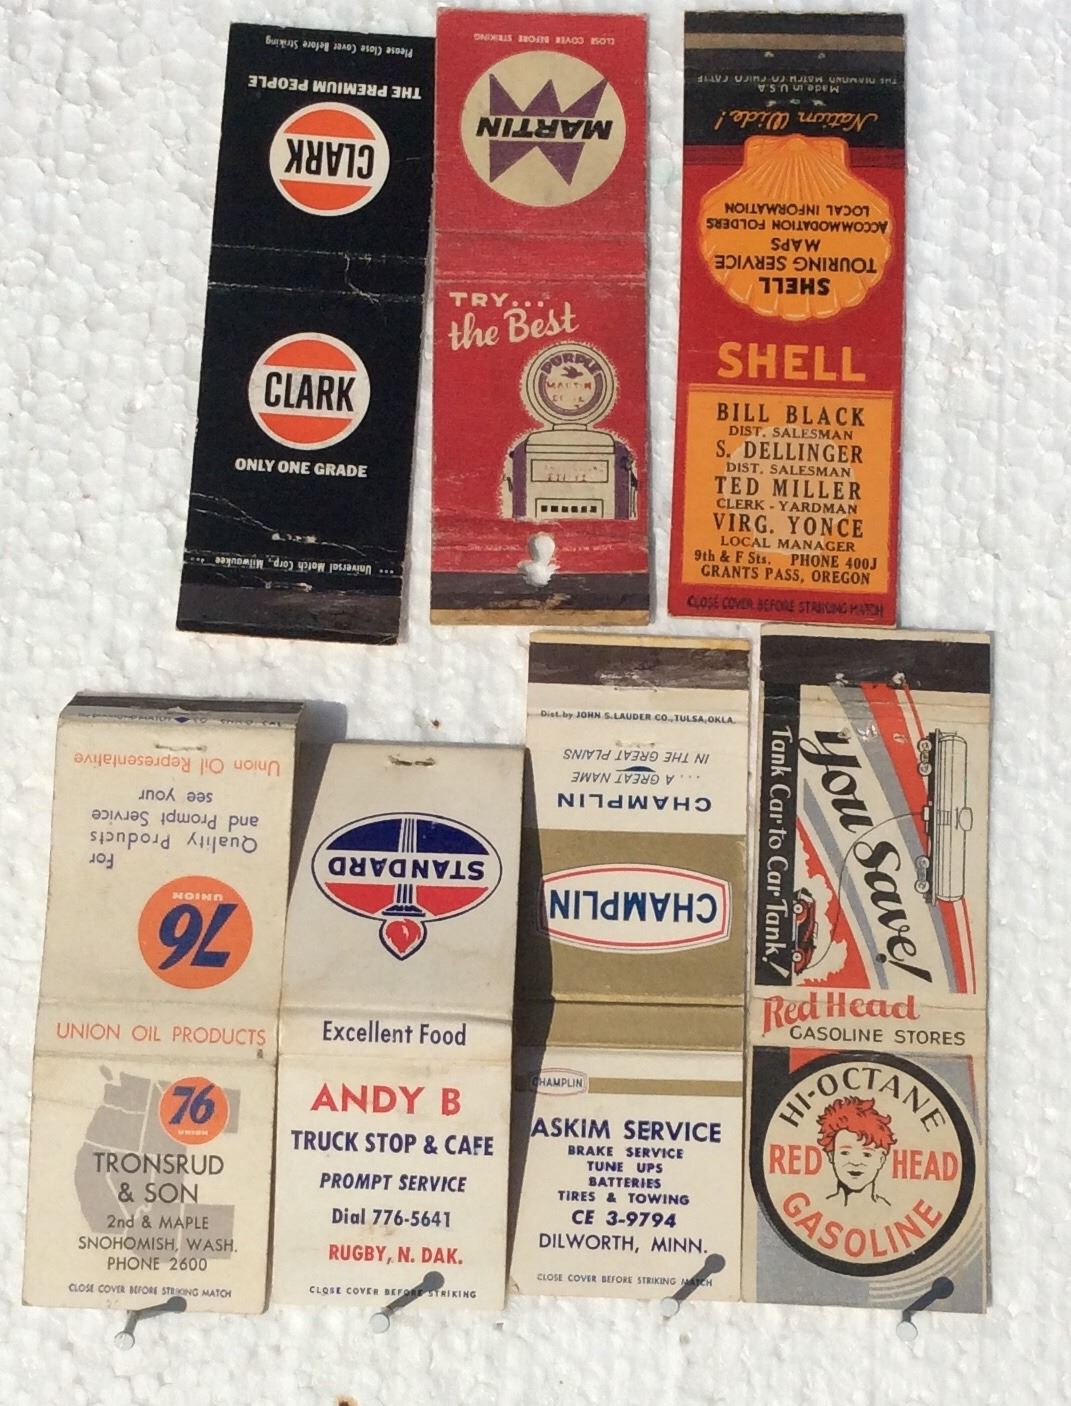 Please Close Cover Before Striking
THE PREMIUM PEOPLE
CLARK
CLARK
ONLY ONE GRADE
Universal Match Corp., Milwaukee
CLOSE COVER BEFORE STRIKING
MARTIN
TRY...
the Best
PURPLE
MARTIN
THE DIAMOND MATCH CO. CHICO
Made in U.S.A.
Nation Wide!
SHELL
TOURING SERVICE
MAPS
ACCOMMODATION FOLDERS
LOCAL INFORMATION
SHELL
BILL BLACK
DIST. SALESMAN
S. DELLINGER
DIST. SALESMAN
TED MILLER
CLERK - YARDMAN
VIRG. YONCE
LOCAL MANAGER
9th & F Sts. PHONE 400J
GRANTS PASS, OREGON
CLOSE COVER BEFORE STRIKING MATCH
For
Quality Products
and Prompt Service
see your
Union Oil Representative
76
UNION
UNION OIL PRODUCTS
76
UNION
TRONSRUD
& SON
2nd & MAPLE
SNOHOMISH, WASH.
PHONE 2600
CLOSE COVER BEFORE STRIKING MATCH
STANDARD
Excellent Food
ANDY B
TRUCK STOP & CAFE
PROMPT SERVICE
Dial 776-5641
RUGBY, N. DAK.
CLOSE COVER BEFORE STRIKING
Dist. by JOHN S. LAUDER CO., TULSA, OKLA.
CHAMPLIN
...A GREAT NAME
IN THE GREAT PLAINS
CHAMPLIN
CHAMPLIN
ASKIM SERVICE
BRAKE SERVICE
TUNE UPS
BATTERIES
TIRES & TOWING
CE 3-9794
DILWORTH, MINN.
CLOSE COVER BEFORE STRIKING MATCH
You Save!
Tank Car to Car Tank!
Red Head
GASOLINE STORES
HI-OCTANE
RED HEAD
GASOLINE